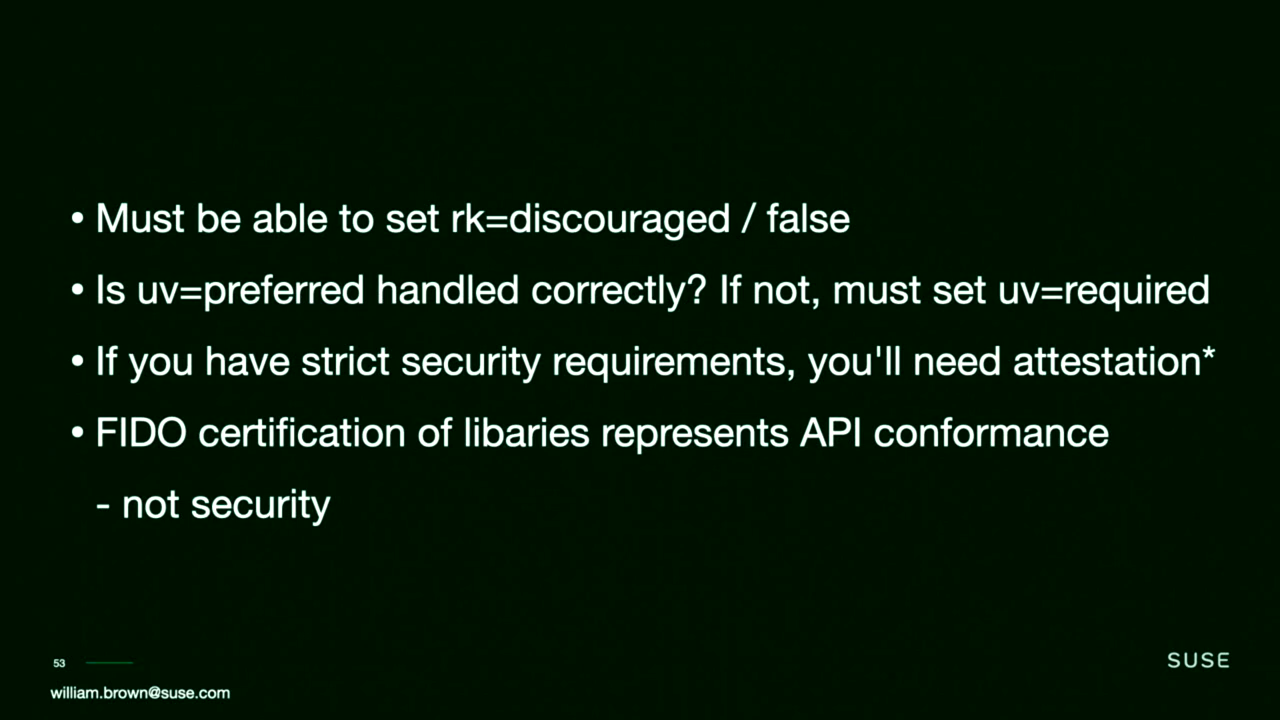 • Must be able to set rk=discouraged / false
• Is uv=preferred handled correctly? If not, must set uv=required
• If you have strict security requirements, you'll need attestation*
• FIDO certification of libaries represents API conformance
- not security
53
SUSE
william.brown@suse.com